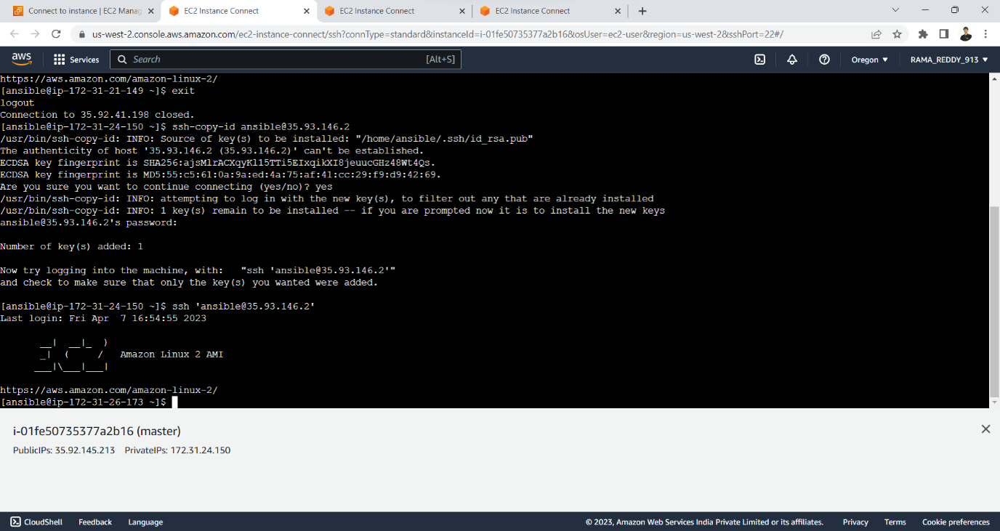 Connect to instance | EC2 Manag
EC2 Instance Connect
EC2 Instance Connect
EC2 Instance Connect
us-west-2.console.aws.amazon.com/ec2-instance-connect/ssh?connType=standard&instanceId=i-01fe50735377a2b16&osUser=ec2-user&region=us-west-2&sshPort=22#/
aws
Services
Search
[Alt+S]
Oregon
RAMA_REDDY_913
https://aws.amazon.com/amazon-linux-2/
[ansible@ip-172-31-21-149 ~]$ exit
logout
Connection to 35.92.41.198 closed.
[ansible@ip-172-31-24-150 ~]$ ssh-copy-id ansible@35.93.146.2
/usr/bin/ssh-copy-id: INFO: Source of key(s) to be installed: "/home/ansible/.ssh/id_rsa.pub"
The authenticity of host '35.93.146.2 (35.93.146.2)' can't be established.
ECDSA key fingerprint is SHA256:ajsMlrACXqyKl15TTi5EIxqikXI8jeuucGHz48Wt4Qs.
ECDSA key fingerprint is MD5:55:c5:61:0a:9a:ed:4a:75:af:41:cc:29:f9:d9:42:69.
Are you sure you want to continue connecting (yes/no)? yes
/usr/bin/ssh-copy-id: INFO: attempting to log in with the new key(s), to filter out any that are already installed
/usr/bin/ssh-copy-id: INFO: 1 key(s) remain to be installed -- if you are prompted now it is to install the new keys
ansible@35.93.146.2's password:
Number of key(s) added: 1
Now try logging into the machine, with:   "ssh 'ansible@35.93.146.2'"
and check to make sure that only the key(s) you wanted were added.
[ansible@ip-172-31-24-150 ~]$ ssh 'ansible@35.93.146.2'
Last login: Fri Apr  7 16:54:55 2023
       __|  __|_  )
       _|  (     /   Amazon Linux 2 AMI
      ___|\___|___|
https://aws.amazon.com/amazon-linux-2/
[ansible@ip-172-31-26-173 ~]$
i-01fe50735377a2b16 (master)
PublicIPs: 35.92.145.213 PrivateIPs: 172.31.24.150
CloudShell
Feedback
Language
© 2023, Amazon Web Services India Private Limited or its affiliates.
Privacy
Terms
Cookie preferences